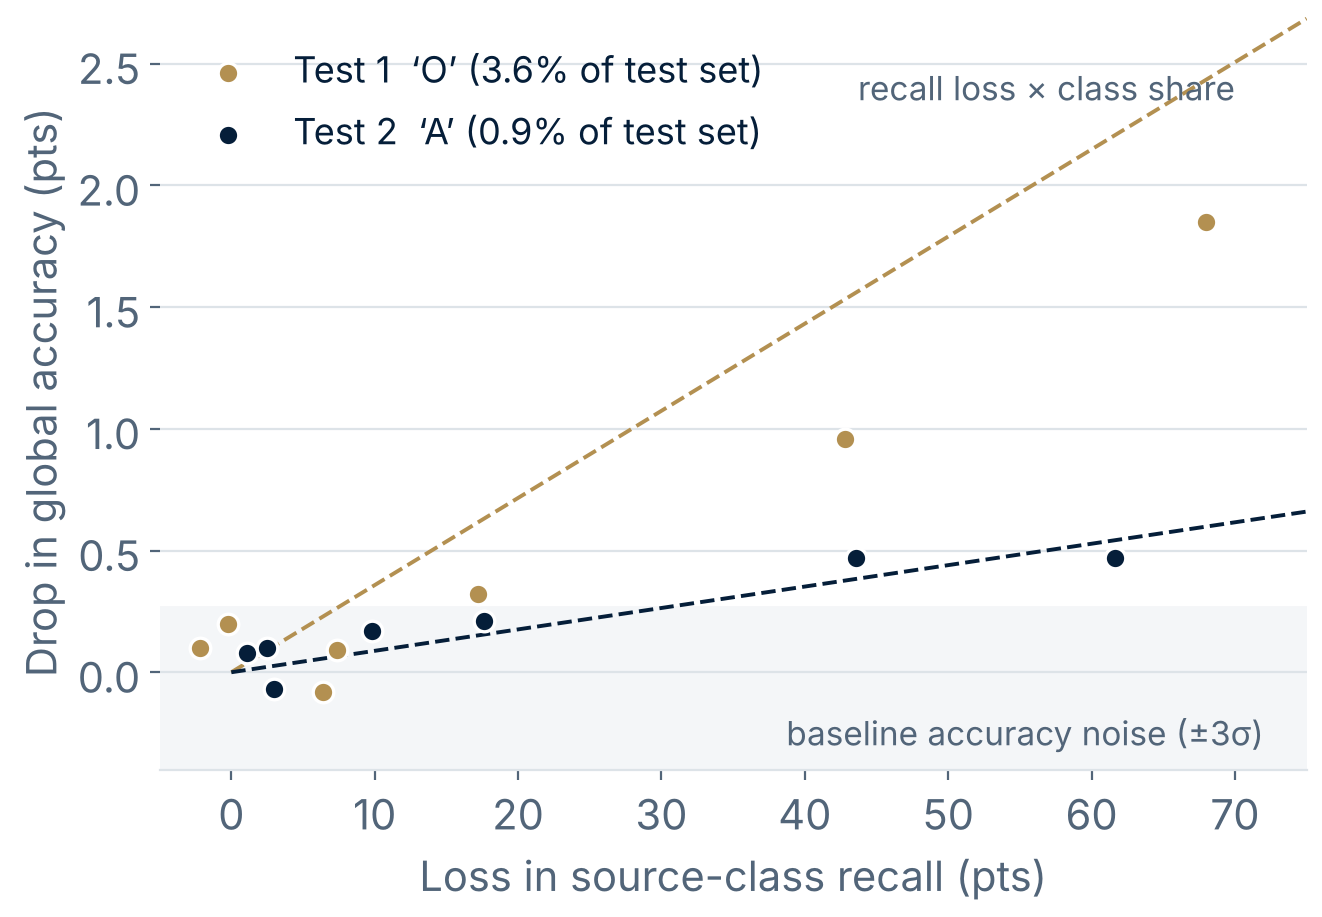 Test 1 ‘O’ (3.6% of test set)
Test 2 ‘A’ (0.9% of test set)
recall loss × class share
baseline accuracy noise (±3σ)
Drop in global accuracy (pts)
2.5
2.0
1.5
1.0
0.5
0.0
0 10 20 30 40 50 60 70
Loss in source-class recall (pts)